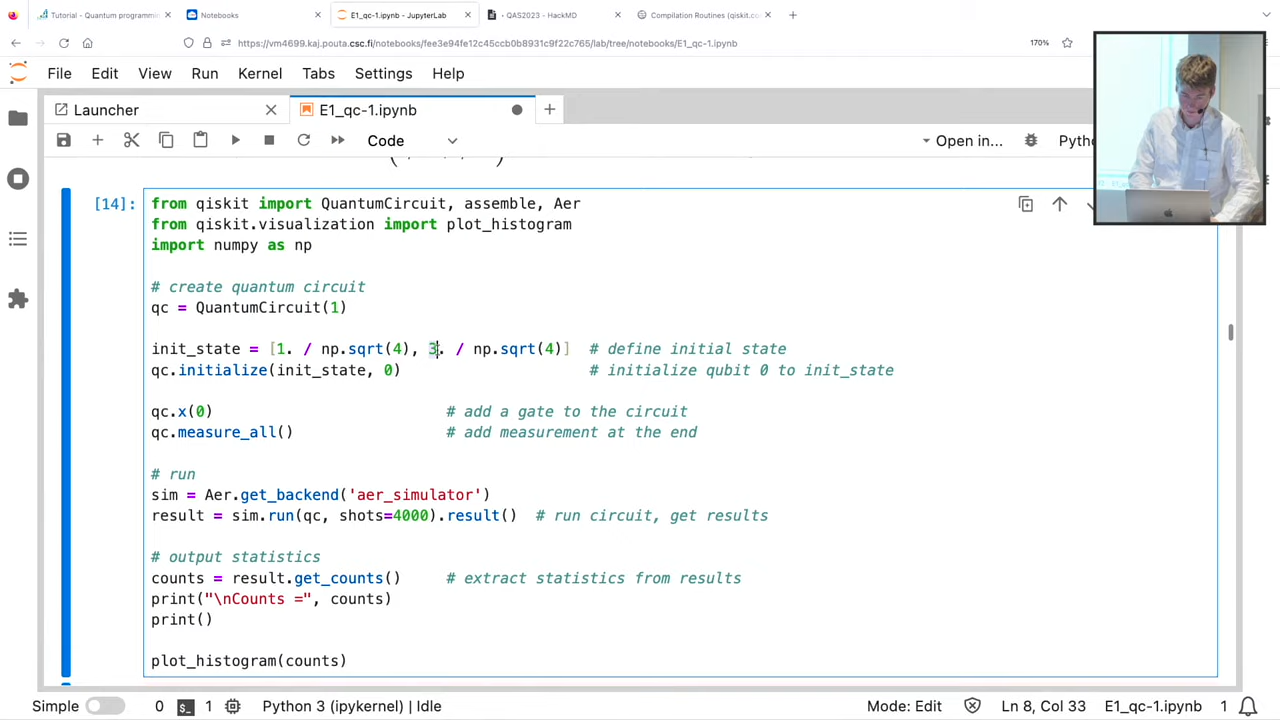 Tutorial - Quantum programmin
Notebooks
E1_qc-1.ipynb - JupyterLab
- QAS2023 - HackMD
Compilation Routines (qiskit.co
https://vm4699.kaj.pouta.csc.fi/notebooks/fee3e94fe12c45ccb0b8931c9f22c765/lab/tree/notebooks/E1_qc-1.ipynb
170%
File Edit View Run Kernel Tabs Settings Help
Launcher
E1_qc-1.ipynb
Code
Open in...
[14]:
from qiskit import QuantumCircuit, assemble, Aer
from qiskit.visualization import plot_histogram
import numpy as np
# create quantum circuit
qc = QuantumCircuit(1)
init_state = [1. / np.sqrt(4), 3. / np.sqrt(4)] # define initial state
qc.initialize(init_state, 0) # initialize qubit 0 to init_state
qc.x(0) # add a gate to the circuit
qc.measure_all() # add measurement at the end
# run
sim = Aer.get_backend('aer_simulator')
result = sim.run(qc, shots=4000).result() # run circuit, get results
# output statistics
counts = result.get_counts() # extract statistics from results
print("\nCounts =", counts)
print()
plot_histogram(counts)
Simple 0 1 Python 3 (ipykernel) | Idle Mode: Edit Ln 8, Col 33 E1_qc-1.ipynb 1